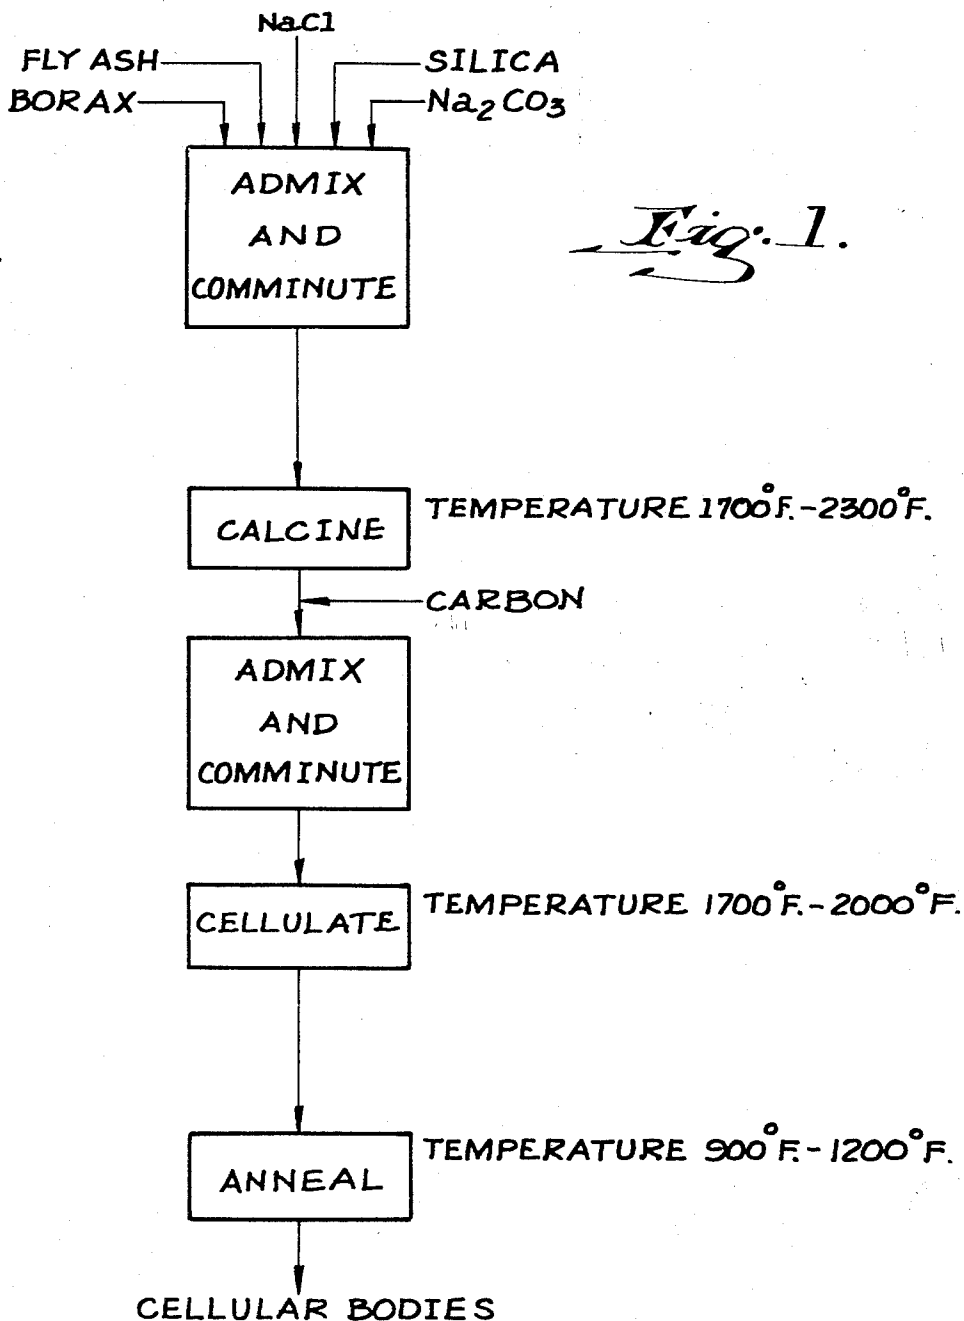 NaCl
FLY ASH
SILICA
BORAX
Na₂CO₃
ADMIX
AND
COMMINUTE
Fig. 1.
CALCINE
TEMPERATURE 1700°F.-2300°F.
CARBON
ADMIX
AND
COMMINUTE
CELLULATE
TEMPERATURE 1700°F.-2000°F.
ANNEAL
TEMPERATURE 900°F.-1200°F.
CELLULAR BODIES